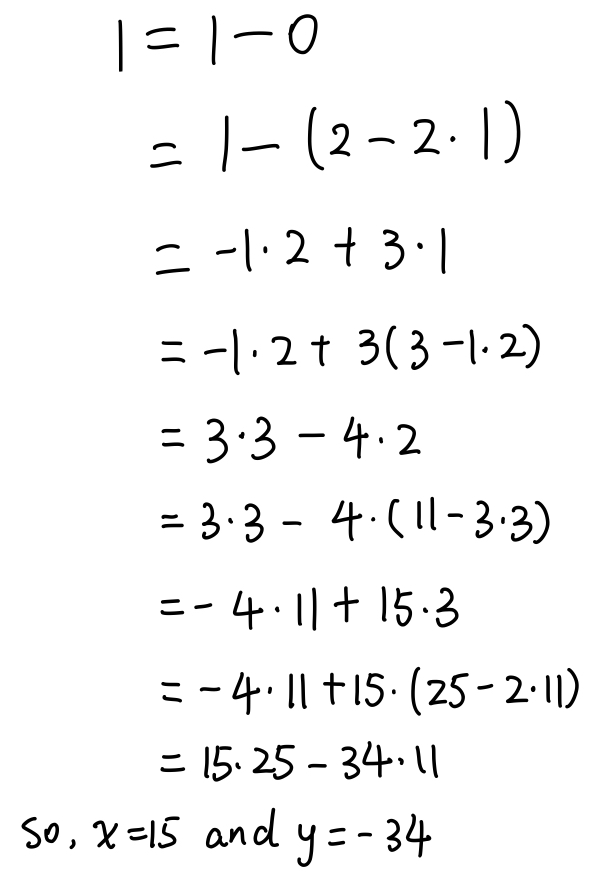 1 = 1 - 0
= 1 - (2 - 2 · 1)
= -1 · 2 + 3 · 1
= -1 · 2 + 3(3 - 1 · 2)
= 3 · 3 - 4 · 2
= 3 · 3 - 4 · (11 - 3 · 3)
= - 4 · 11 + 15 · 3
= - 4 · 11 + 15 · (25 - 2 · 11)
= 15 · 25 - 34 · 11
So, x = 15 and y = - 34